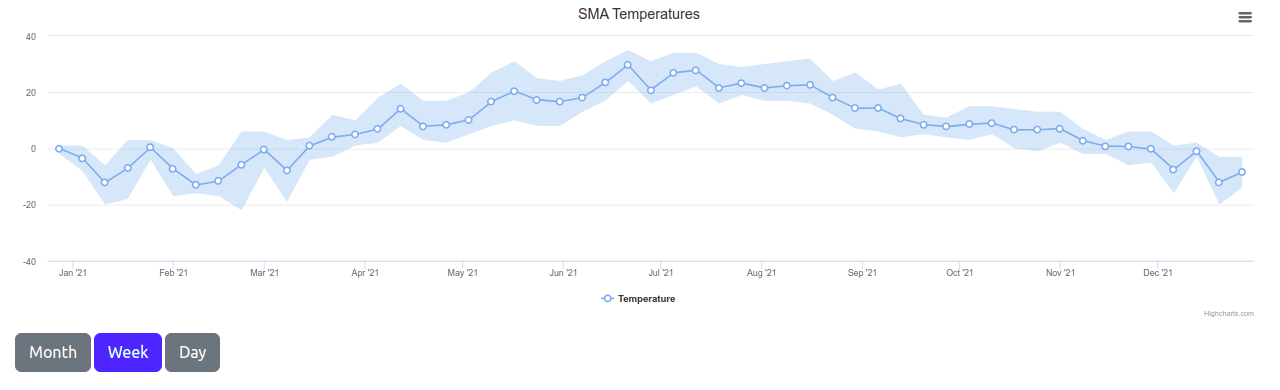 SMA Temperatures
40
20
0
-20
-40
Jan '21 Feb '21 Mar '21 Apr '21 May '21 Jun '21 Jul '21 Aug '21 Sep '21 Oct '21 Nov '21 Dec '21
Temperature
Highcharts.com
Month Week Day